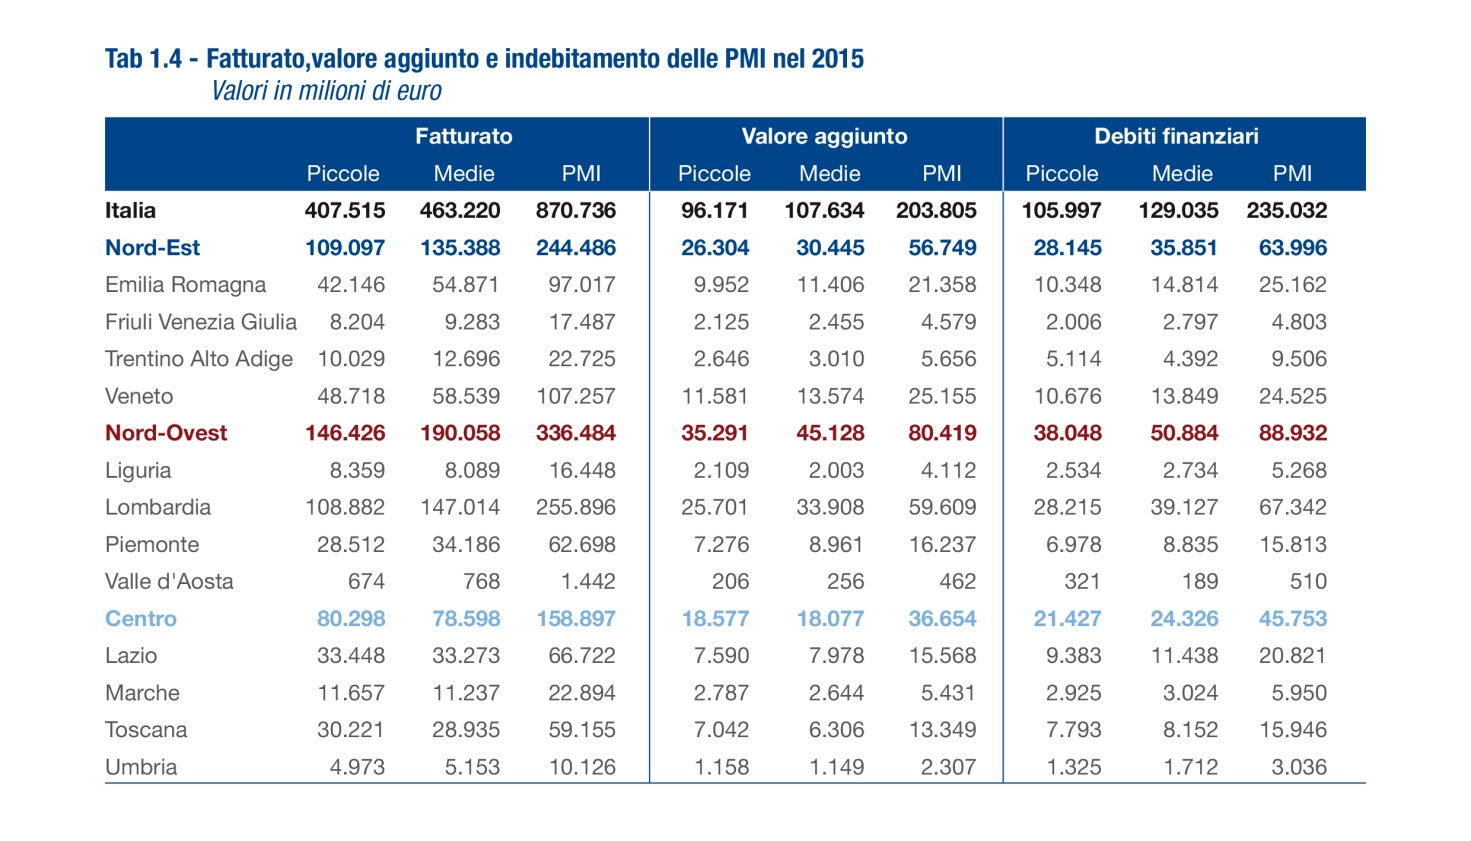 Tab 1.4 - Fatturato,valore aggiunto e indebitamento delle PMI nel 2015
Valori in milioni di euro
Fatturato Valore aggiunto Debiti finanziari
Piccole Medie PMI Piccole Medie PMI Piccole Medie PMI
Italia 407.515 463.220 870.736 96.171 107.634 203.805 105.997 129.035 235.032
Nord-Est 109.097 135.388 244.486 26.304 30.445 56.749 28.145 35.851 63.996
Emilia Romagna 42.146 54.871 97.017 9.952 11.406 21.358 10.348 14.814 25.162
Friuli Venezia Giulia 8.204 9.283 17.487 2.125 2.455 4.579 2.006 2.797 4.803
Trentino Alto Adige 10.029 12.696 22.725 2.646 3.010 5.656 5.114 4.392 9.506
Veneto 48.718 58.539 107.257 11.581 13.574 25.155 10.676 13.849 24.525
Nord-Ovest 146.426 190.058 336.484 35.291 45.128 80.419 38.048 50.884 88.932
Liguria 8.359 8.089 16.448 2.109 2.003 4.112 2.534 2.734 5.268
Lombardia 108.882 147.014 255.896 25.701 33.908 59.609 28.215 39.127 67.342
Piemonte 28.512 34.186 62.698 7.276 8.961 16.237 6.978 8.835 15.813
Valle d'Aosta 674 768 1.442 206 256 462 321 189 510
Centro 80.298 78.598 158.897 18.577 18.077 36.654 21.427 24.326 45.753
Lazio 33.448 33.273 66.722 7.590 7.978 15.568 9.383 11.438 20.821
Marche 11.657 11.237 22.894 2.787 2.644 5.431 2.925 3.024 5.950
Toscana 30.221 28.935 59.155 7.042 6.306 13.349 7.793 8.152 15.946
Umbria 4.973 5.153 10.126 1.158 1.149 2.307 1.325 1.712 3.036